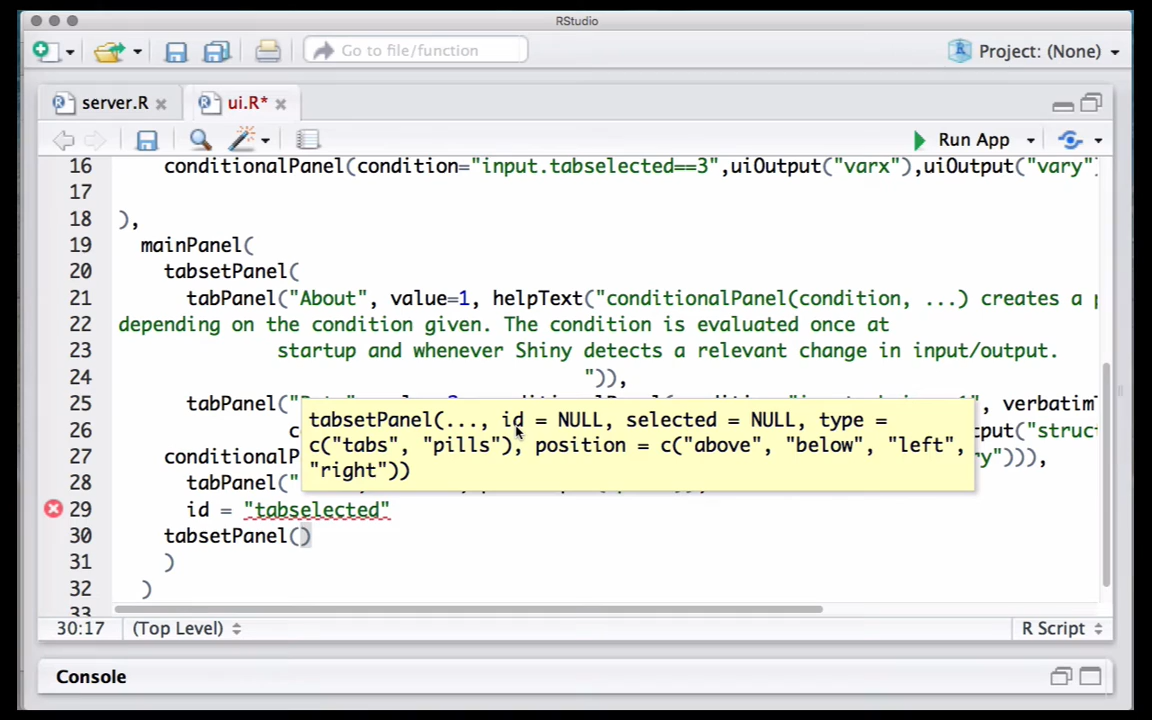 RStudio
Go to file/function
Project: (None)
server.R
ui.R*
Run App
16 conditionalPanel(condition="input.tabselected==3",uiOutput("varx"),uiOutput("vary")
17
18 ),
19 mainPanel(
20 tabsetPanel(
21 tabPanel("About", value=1, helpText("conditionalPanel(condition, ...) creates a p
22 depending on the condition given. The condition is evaluated once at
23 startup and whenever Shiny detects a relevant change in input/output.
24 ")),
25 tabPanel("
26 c put("struct
27 conditionalP y"))),
28 tabPanel("
tabsetPanel(..., id = NULL, selected = NULL, type =
c("tabs", "pills"), position = c("above", "below", "left",
"right"))
29 id = "tabselected"
30 tabsetPanel()
31 )
32 )
33
30:17 (Top Level) R Script
Console